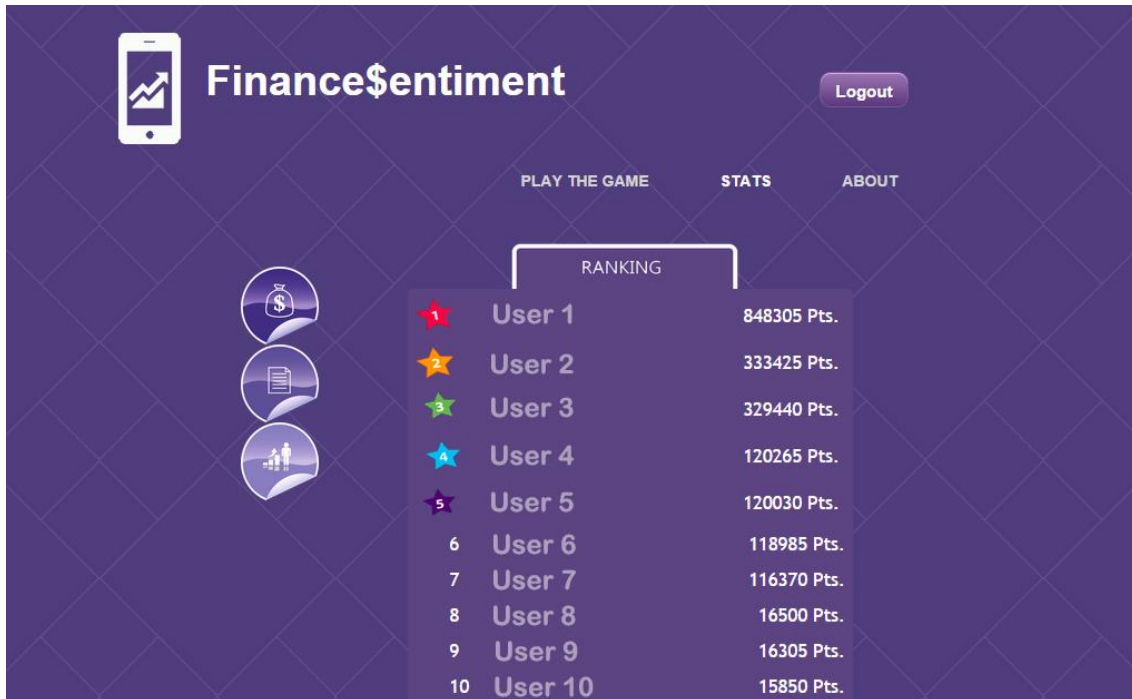 Finance$entiment
Logout
PLAY THE GAME STATS ABOUT
RANKING
$
1 User 1 848305 Pts.
2 User 2 333425 Pts.
3 User 3 329440 Pts.
4 User 4 120265 Pts.
5 User 5 120030 Pts.
6 User 6 118985 Pts.
7 User 7 116370 Pts.
8 User 8 16500 Pts.
9 User 9 16305 Pts.
10 User 10 15850 Pts.